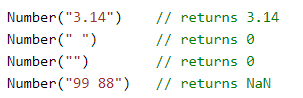 Number("3.14")    // returns 3.14
Number(" ")       // returns 0
Number("")        // returns 0
Number("99 88")   // returns NaN